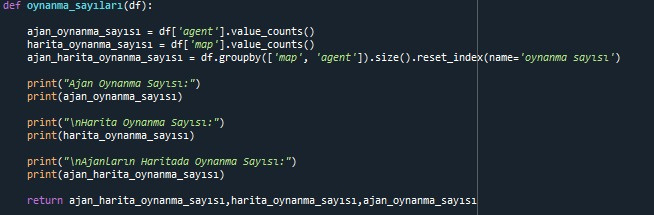 def oynanma_sayıları(df):
ajan_oynanma_sayısı = df['agent'].value_counts()
harita_oynanma_sayısı = df['map'].value_counts()
ajan_harita_oynanma_sayısı = df.groupby(['map', 'agent']).size().reset_index(name='oynanma sayısı')
print("Ajan Oynanma Sayısı:")
print(ajan_oynanma_sayısı)
print("\nHarita Oynanma Sayısı:")
print(harita_oynanma_sayısı)
print("\nAjanların Haritada Oynanma Sayısı:")
print(ajan_harita_oynanma_sayısı)
return ajan_harita_oynanma_sayısı,harita_oynanma_sayısı,ajan_oynanma_sayısı